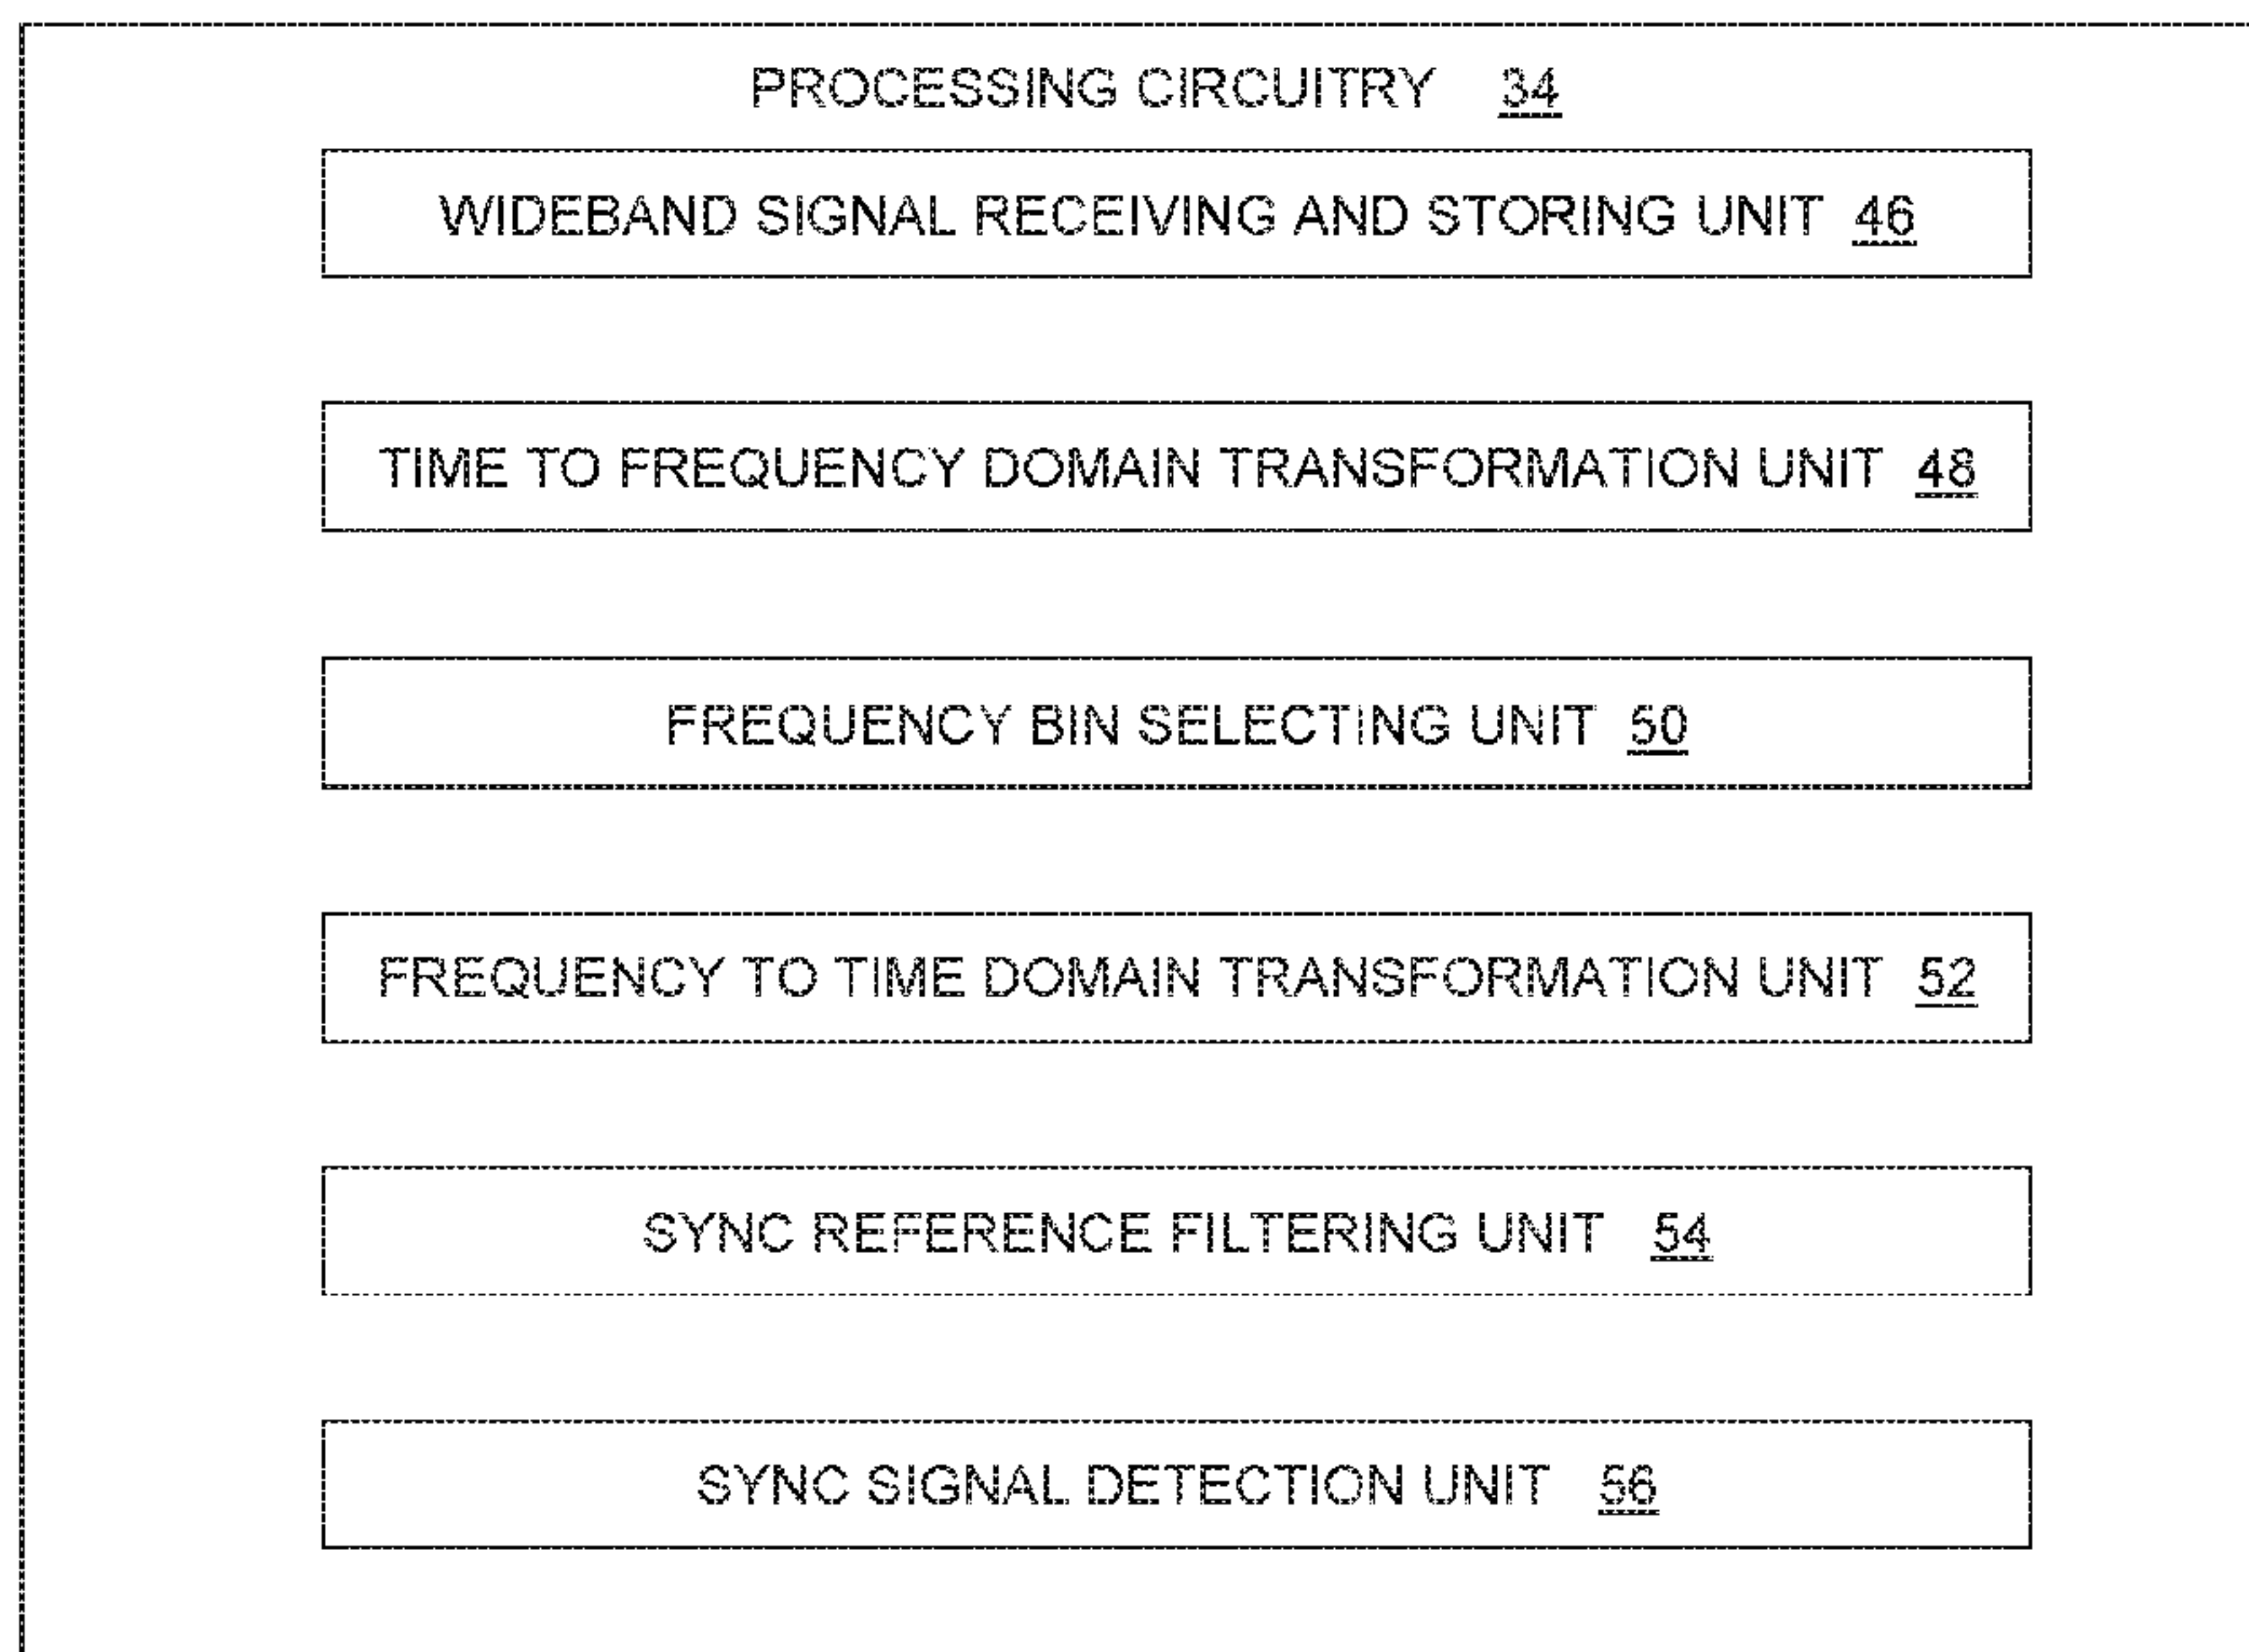 PROCESSING CIRCUITRY 34
WIDEBAND SIGNAL RECEIVING AND STORING UNIT 46
TIME TO FREQUENCY DOMAIN TRANSFORMATION UNIT 48
FREQUENCY BIN SELECTING UNIT 50
FREQUENCY TO TIME DOMAIN TRANSFORMATION UNIT 52
SYNC REFERENCE FILTERING UNIT 54
SYNC SIGNAL DETECTION UNIT 56